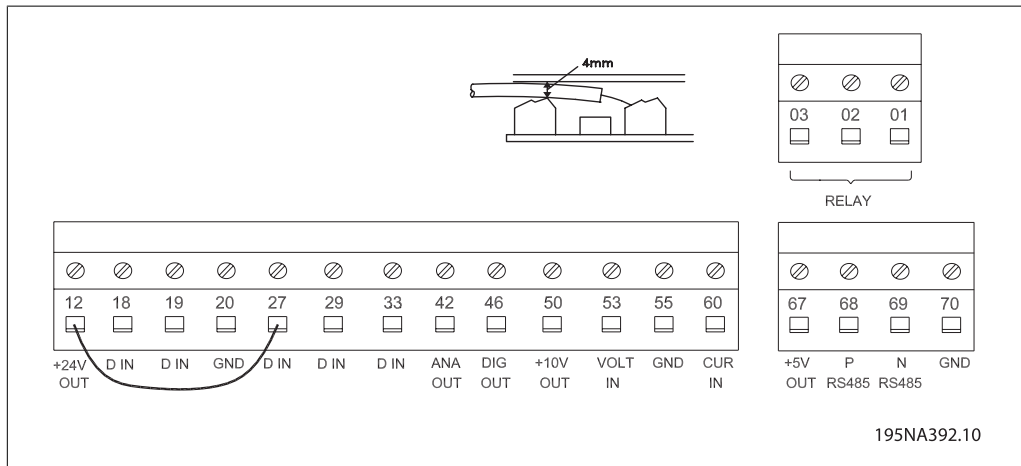 4mm
03 02 01
RELAY
12 18 19 20 27 29 33 42 46 50 53 55 60
+24V D IN D IN GND D IN D IN D IN ANA DIG +10V VOLT GND CUR
OUT OUT OUT OUT IN IN
67 68 69 70
+5V P N GND
OUT RS485 RS485
195NA392.10